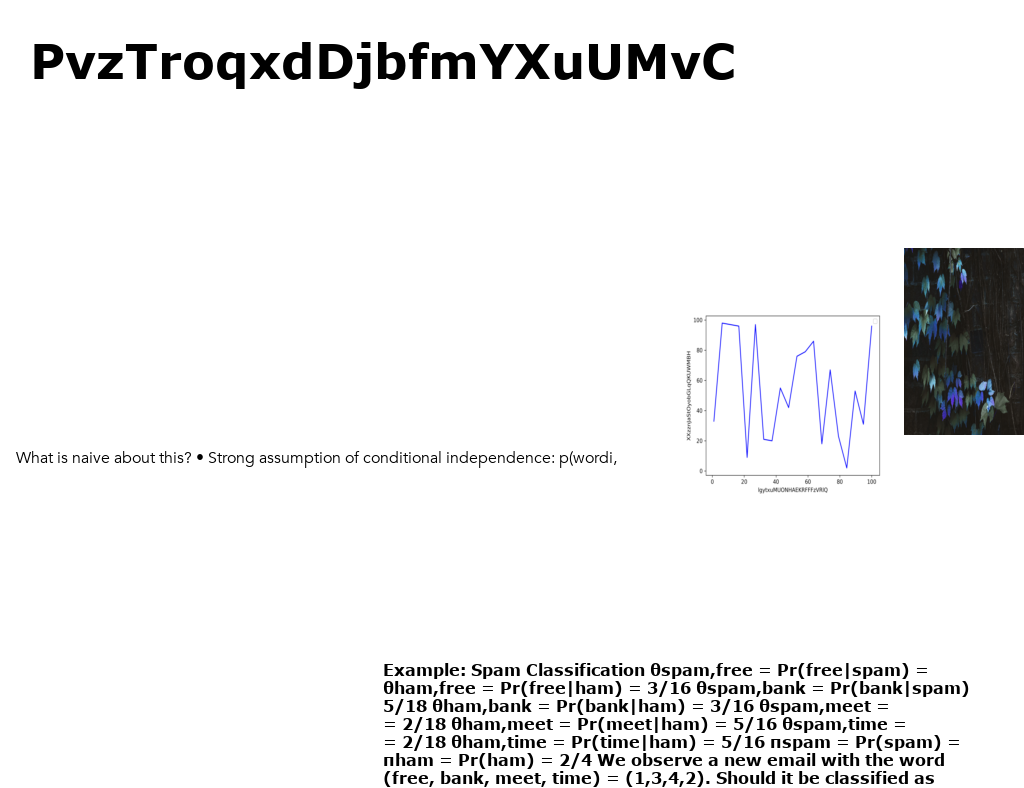 PvzTroqxdDjbfmYXuUMvC
What is naive about this? • Strong assumption of conditional independence: p(wordi,
100
80
60
40
20
0
0 20 40 60 80 100
Example: Spam Classification θspam,free = Pr(free|spam) =
θham,free = Pr(free|ham) = 3/16 θspam,bank = Pr(bank|spam)
5/18 θham,bank = Pr(bank|ham) = 3/16 θspam,meet =
= 2/18 θham,meet = Pr(meet|ham) = 5/16 θspam,time =
= 2/18 θham,time = Pr(time|ham) = 5/16 πspam = Pr(spam) =
πham = Pr(ham) = 2/4 We observe a new email with the word
(free, bank, meet, time) = (1,3,4,2). Should it be classified as